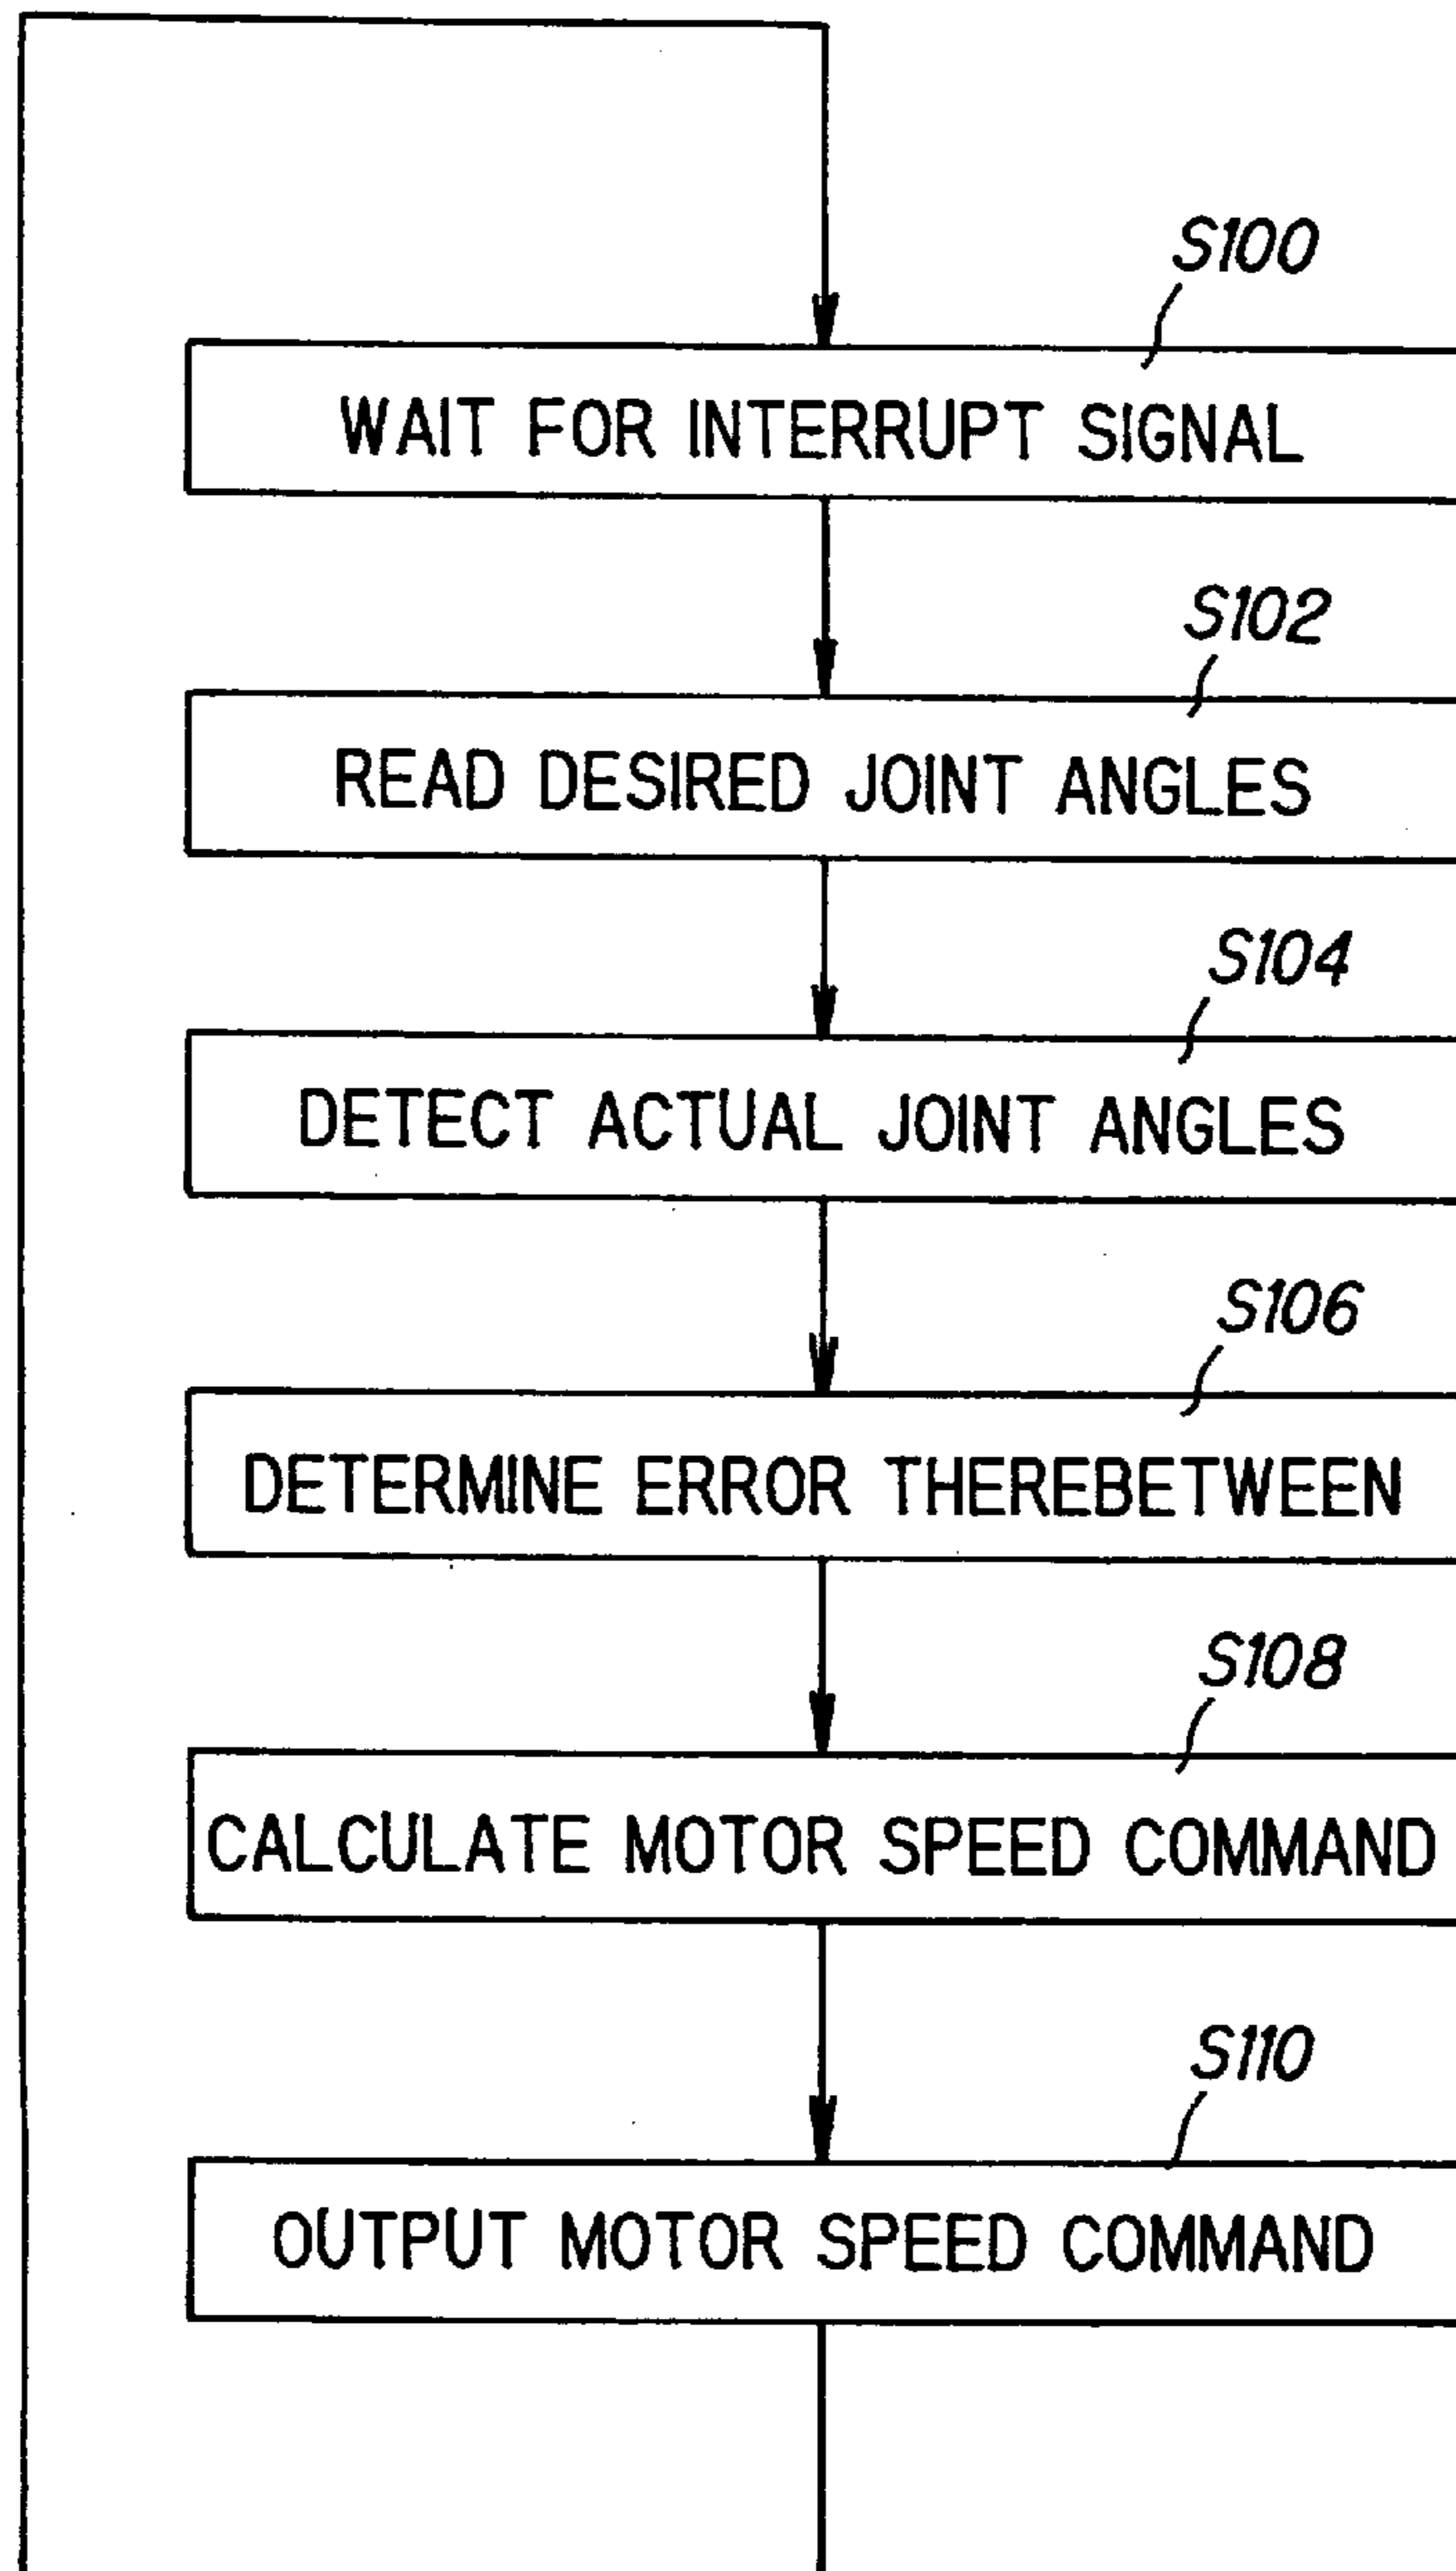 S100
WAIT FOR INTERRUPT SIGNAL
S102
READ DESIRED JOINT ANGLES
S104
DETECT ACTUAL JOINT ANGLES
S106
DETERMINE ERROR THEREBETWEEN
S108
CALCULATE MOTOR SPEED COMMAND
S110
OUTPUT MOTOR SPEED COMMAND